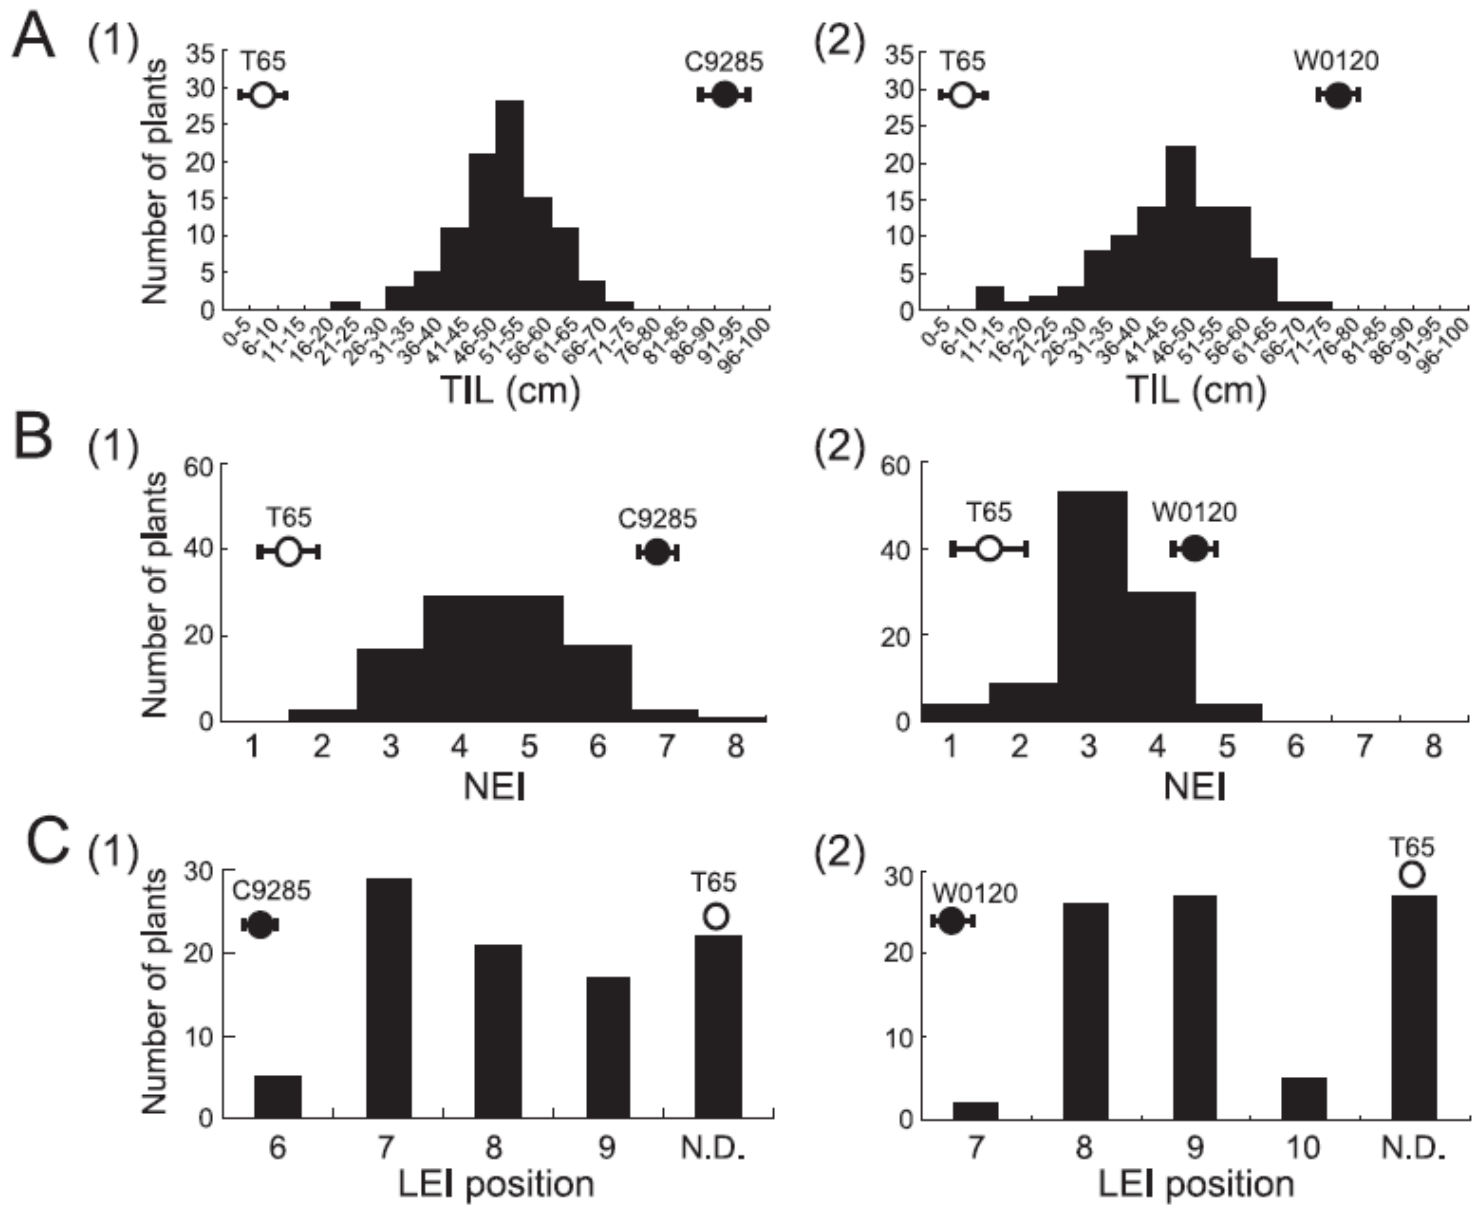 A (1) (2)
T65 C9285
T65 W0120
Number of plants
35
30
25
20
15
10
5
0
0-5 6-10 11-15 16-20 21-25 26-30 31-35 36-40 41-45 46-50 51-55 56-60 61-65 66-70 71-75 76-80 81-85 86-90 91-95 96-100
TIL (cm)
35
30
25
20
15
10
5
0
0-5 6-10 11-15 16-20 21-25 26-30 31-35 36-40 41-45 46-50 51-55 56-60 61-65 66-70 71-75 76-80 81-85 86-90 91-95 96-100
TIL (cm)
B (1) (2)
Number of plants
60
40
20
0
T65 C9285
1 2 3 4 5 6 7 8
NEI
60
40
20
0
T65 W0120
1 2 3 4 5 6 7 8
NEI
C (1) (2)
Number of plants
30
20
10
0
C9285 T65
6 7 8 9 N.D.
LEI position
30
20
10
0
W0120 T65
7 8 9 10 N.D.
LEI position